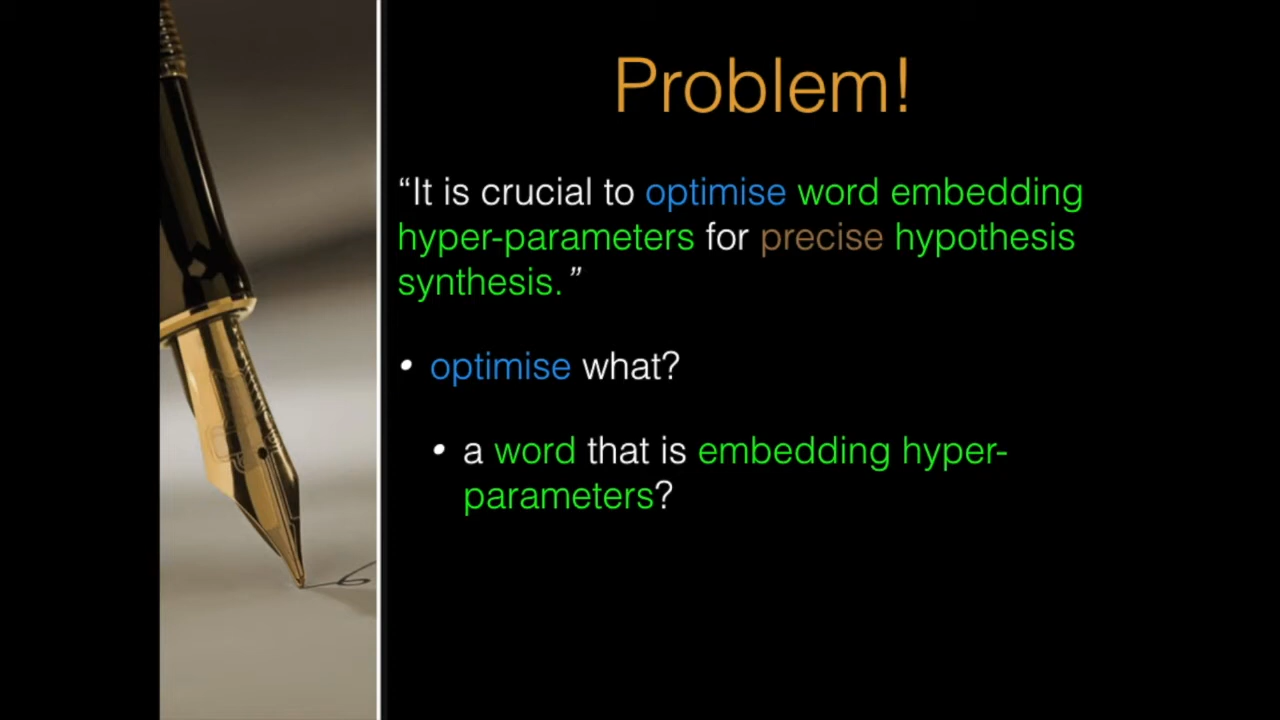 Problem!
“It is crucial to optimise word embedding
hyper-parameters for precise hypothesis
synthesis.”
• optimise what?
• a word that is embedding hyper-
parameters?